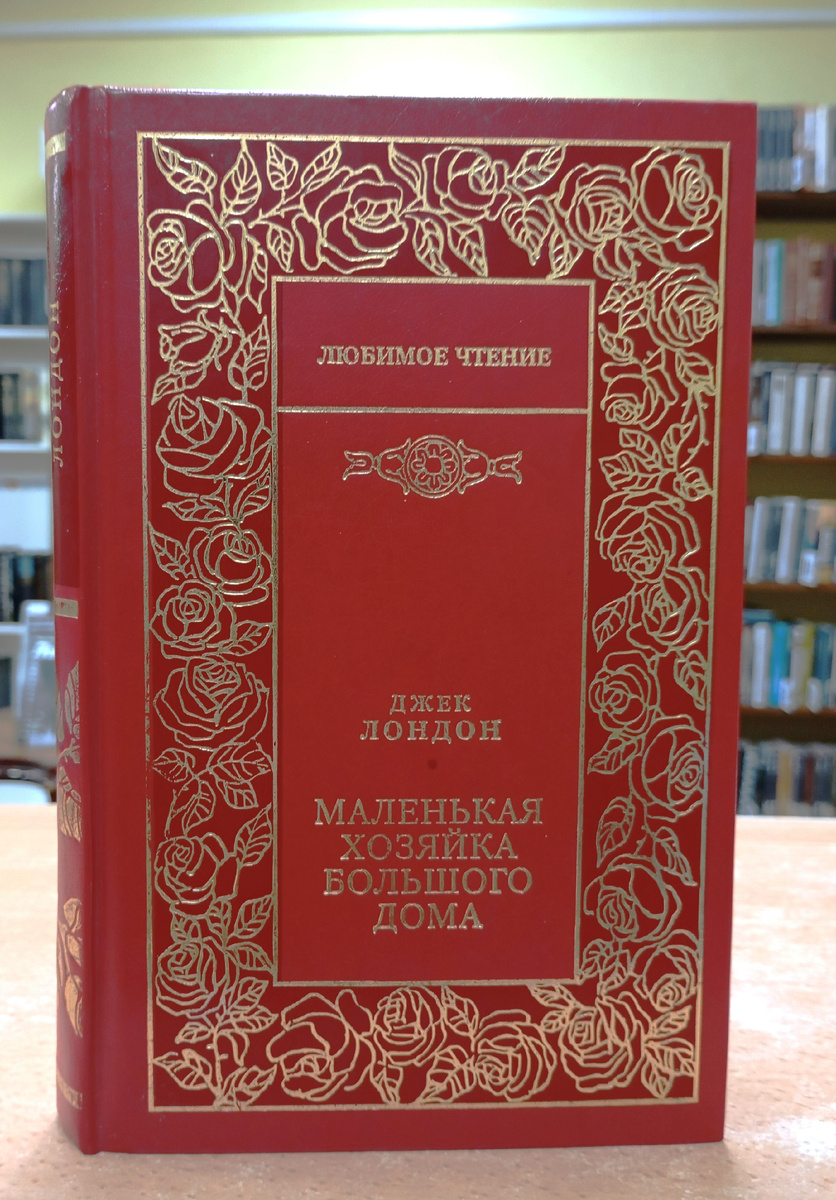 ЛЮБИМОЕ ЧТЕНИЕ
ДЖЕК
ЛОНДОН
МАЛЕНЬКАЯ
ХОЗЯЙКА
БОЛЬШОГО
ДОМА
ЛОНДОН